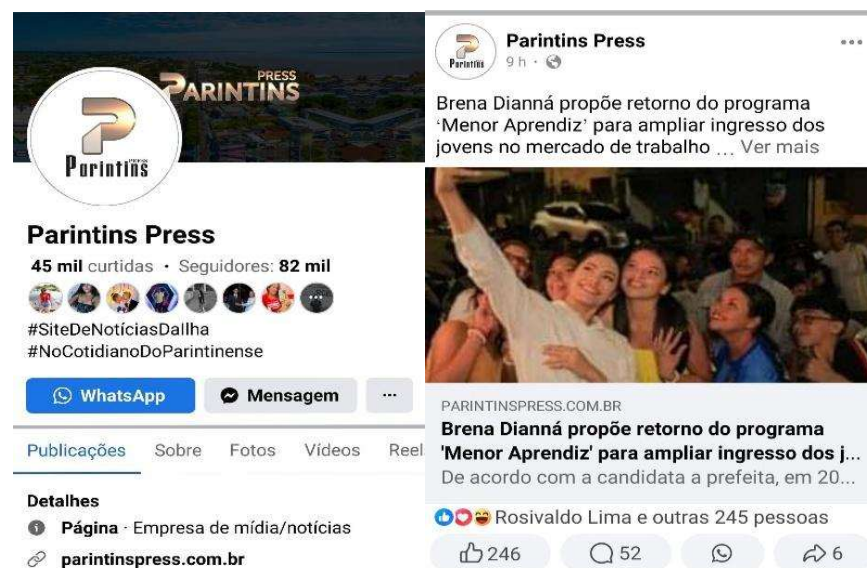 PRESS
PARINTINS
PRESS
Parintins
Parintins Press
45 mil curtidas • Seguidores: 82 mil
#SiteDeNotíciasDaIlha
#NoCotidianoDoParintinense
WhatsApp
Mensagem
...
Publicações Sobre Fotos Vídeos Reel
Detalhes
Página · Empresa de mídia/notícias
parintinspress.com.br
Parintins
Parintins Press
...
9 h ·
Brena Dianná propõe retorno do programa
‘Menor Aprendiz’ para ampliar ingresso dos
jovens no mercado de trabalho ... Ver mais
PARINTINSPRESS.COM.BR
Brena Dianná propõe retorno do programa
'Menor Aprendiz' para ampliar ingresso dos j...
De acordo com a candidata a prefeita, em 20...
Rosivaldo Lima e outras 245 pessoas
246
52
6